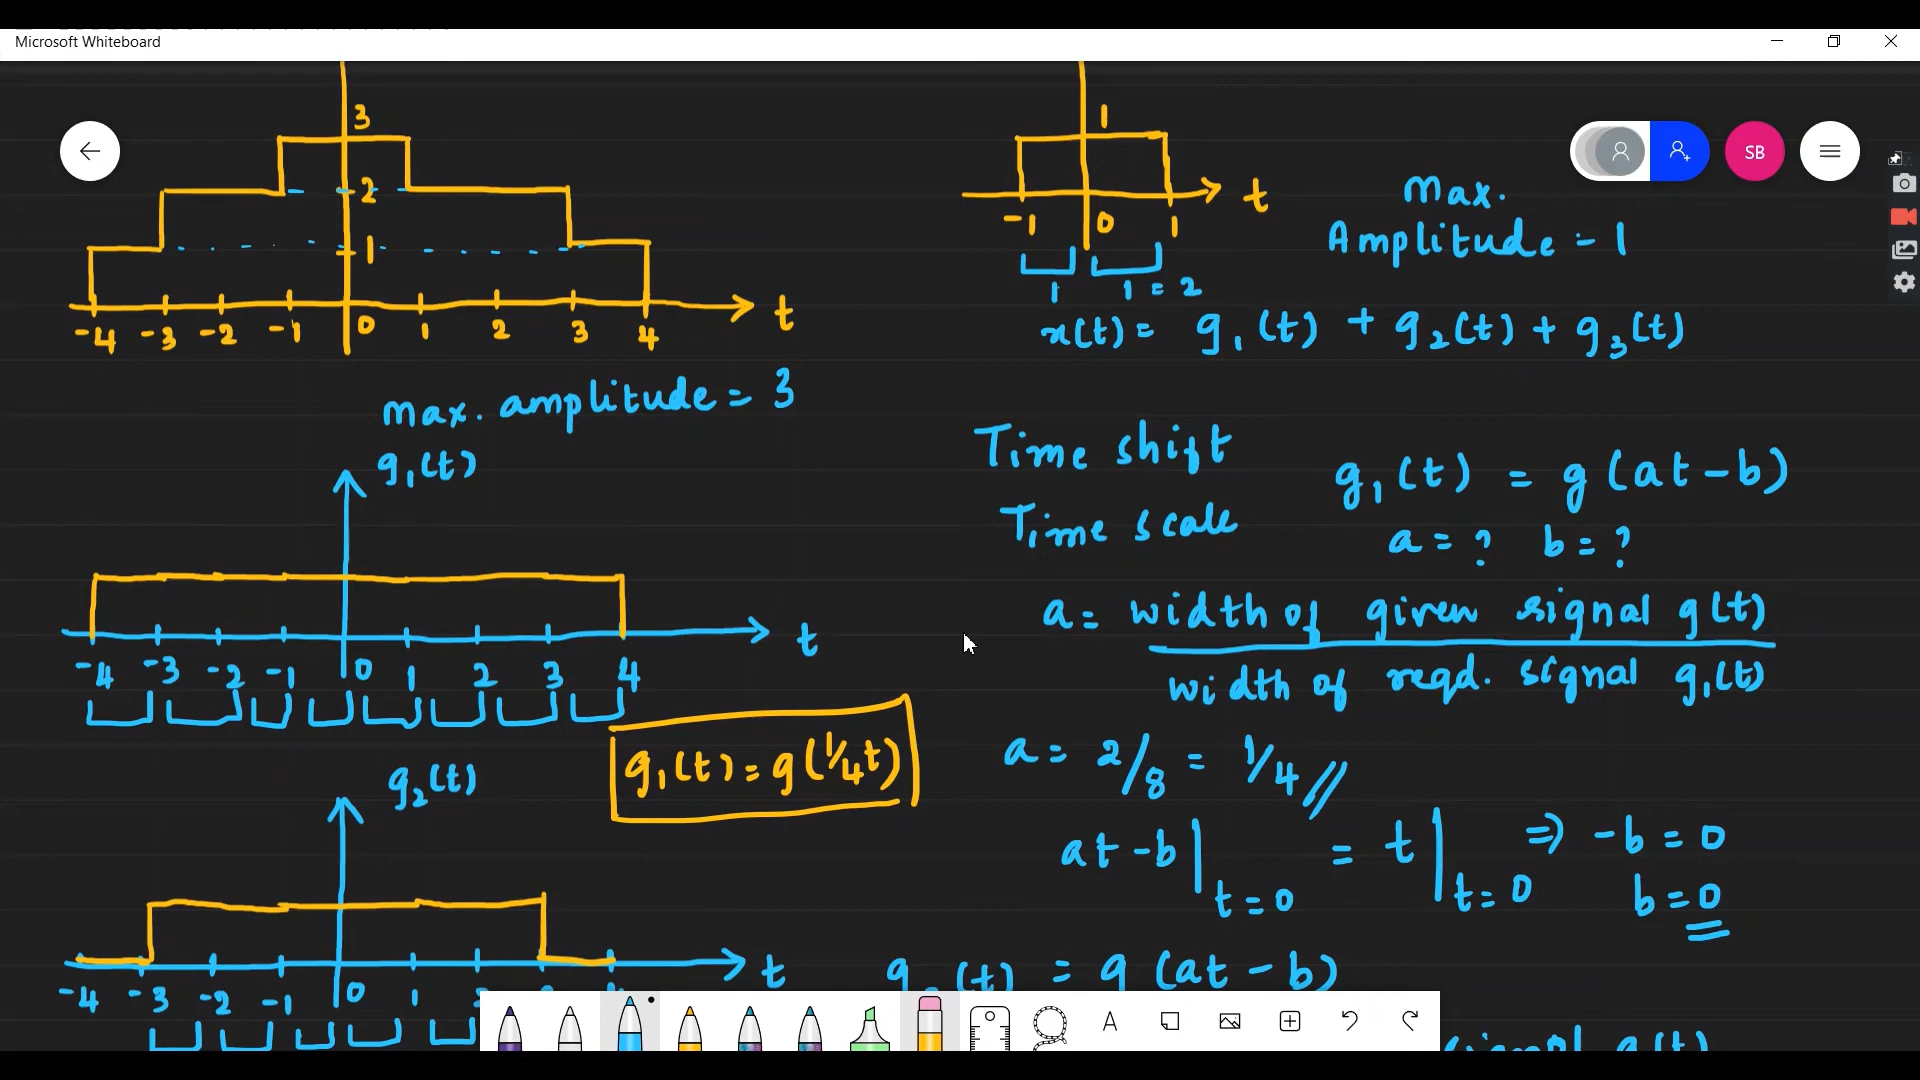 Microsoft Whiteboard
SB
3
2
1
-4 -3 -2 -1 0 1 2 3 4 t
max. amplitude = 3
1
-1 0 1 t
1 1 = 2
Max.
Amplitude = 1
x(t) = g₁(t) + g₂(t) + g₃(t)
g₁(t)
-4 -3 -2 -1 0 1 2 3 4 t
g₁(t) = g(1/4t)
g₂(t)
-4 -3 -2 -1 0 1 t
Time shift
Time scale
g₁(t) = g(at-b)
a = ? b = ?
a = width of given signal g(t)
width of reqd. signal g₁(t)
a = 2/8 = 1/4 //
at-b | t=0 = t | t=0 ⇒ -b = 0
b = 0
(t) = g(at-b)
signal g(t)